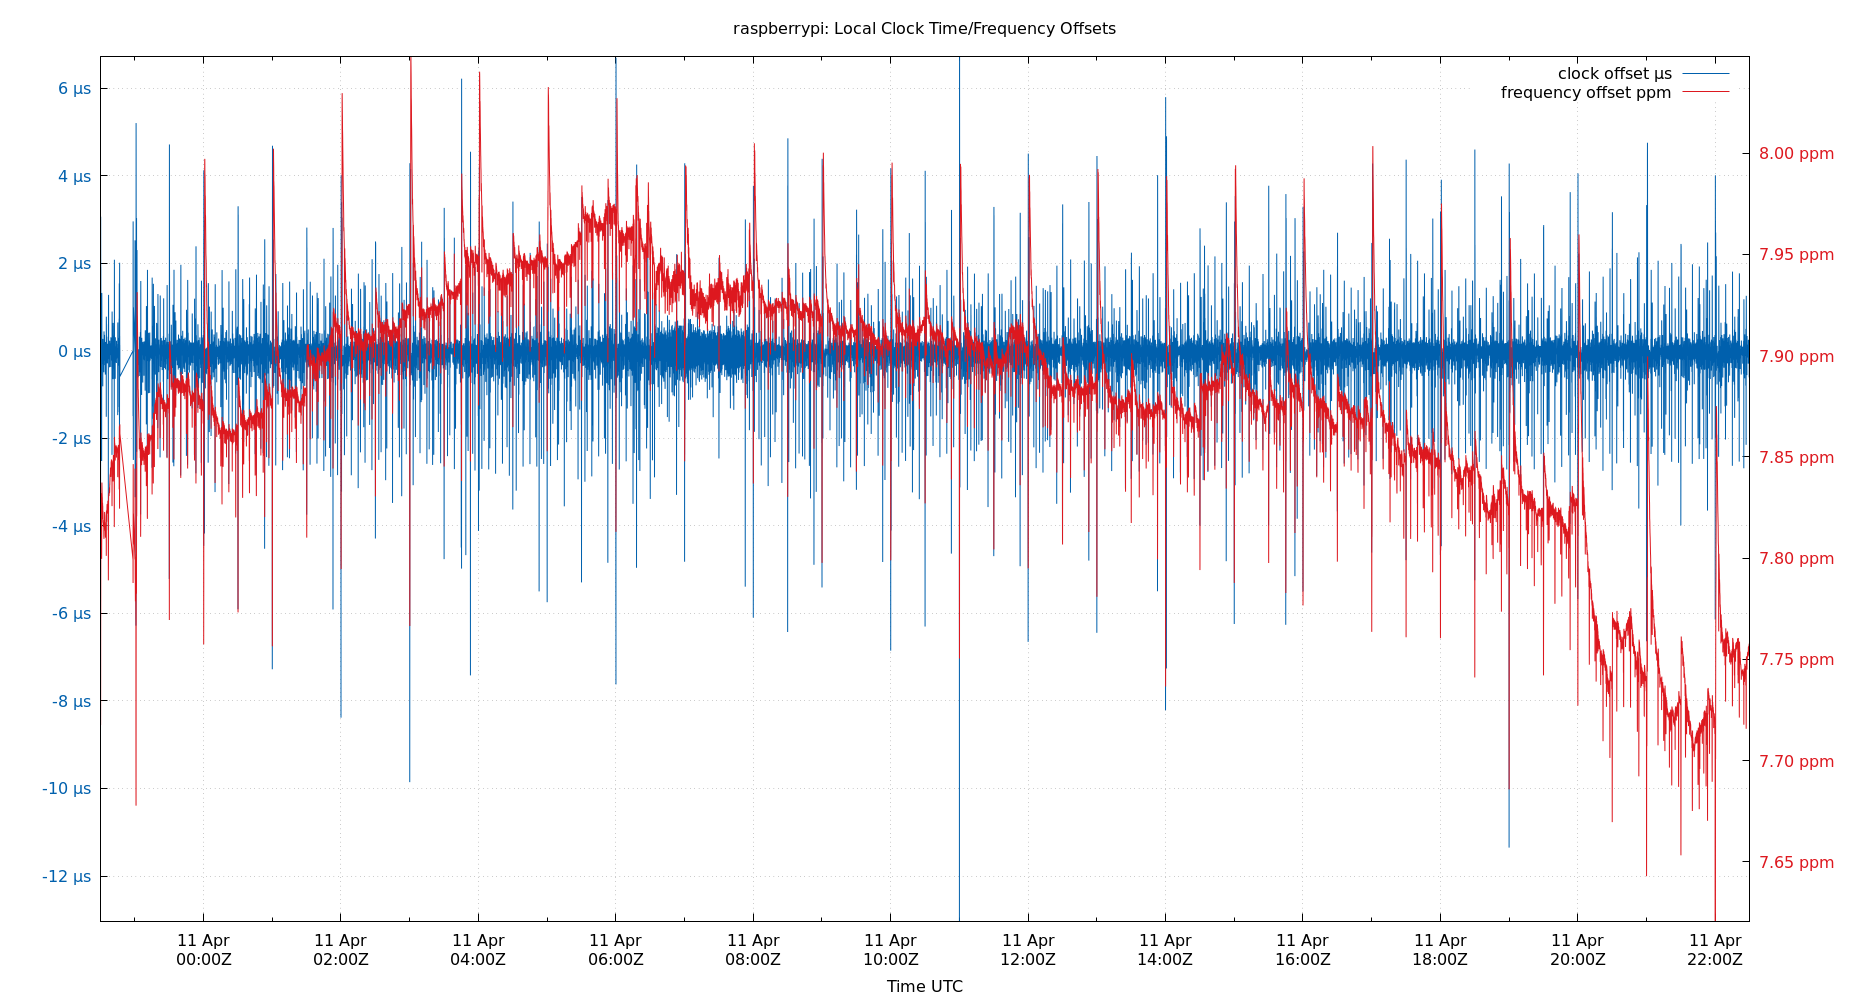 raspberrypi: Local Clock Time/Frequency Offsets
clock offset µs
frequency offset ppm
6 µs
4 µs
2 µs
0 µs
-2 µs
-4 µs
-6 µs
-8 µs
-10 µs
-12 µs
8.00 ppm
7.95 ppm
7.90 ppm
7.85 ppm
7.80 ppm
7.75 ppm
7.70 ppm
7.65 ppm
11 Apr 11 Apr 11 Apr 11 Apr 11 Apr 11 Apr 11 Apr 11 Apr 11 Apr 11 Apr 11 Apr 11 Apr
00:00Z 02:00Z 04:00Z 06:00Z 08:00Z 10:00Z 12:00Z 14:00Z 16:00Z 18:00Z 20:00Z 22:00Z
Time UTC